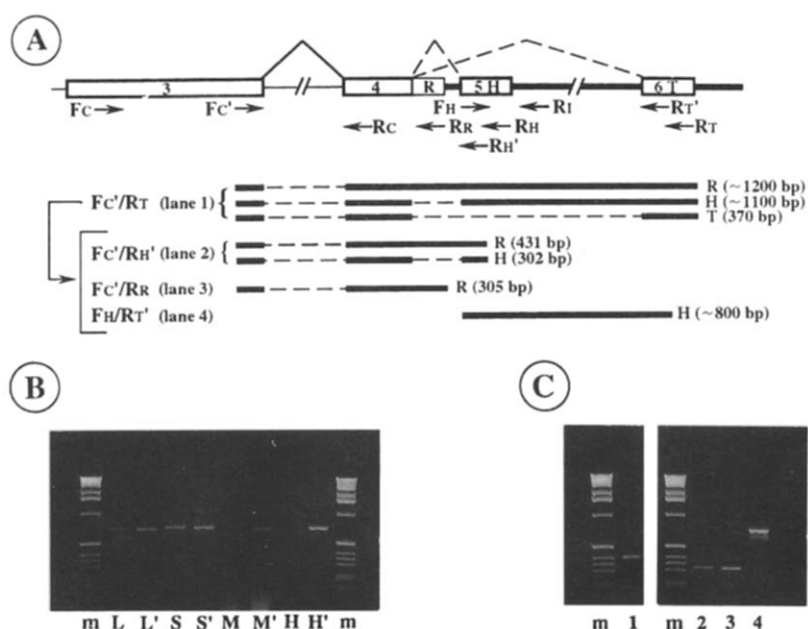 A
3 4 R 5 H 6 T
Fc Fc' FH RI RT'
Rc RR RH RT
RH'
R (~1200 bp)
Fc'/RT (lane 1) { H (~1100 bp)
T (370 bp)
Fc'/RH' (lane 2) { R (431 bp)
H (302 bp)
Fc'/RR (lane 3) R (305 bp)
FH/RT' (lane 4) H (~800 bp)
B C
m L L' S S' M M' H H' m
m 1 m 2 3 4